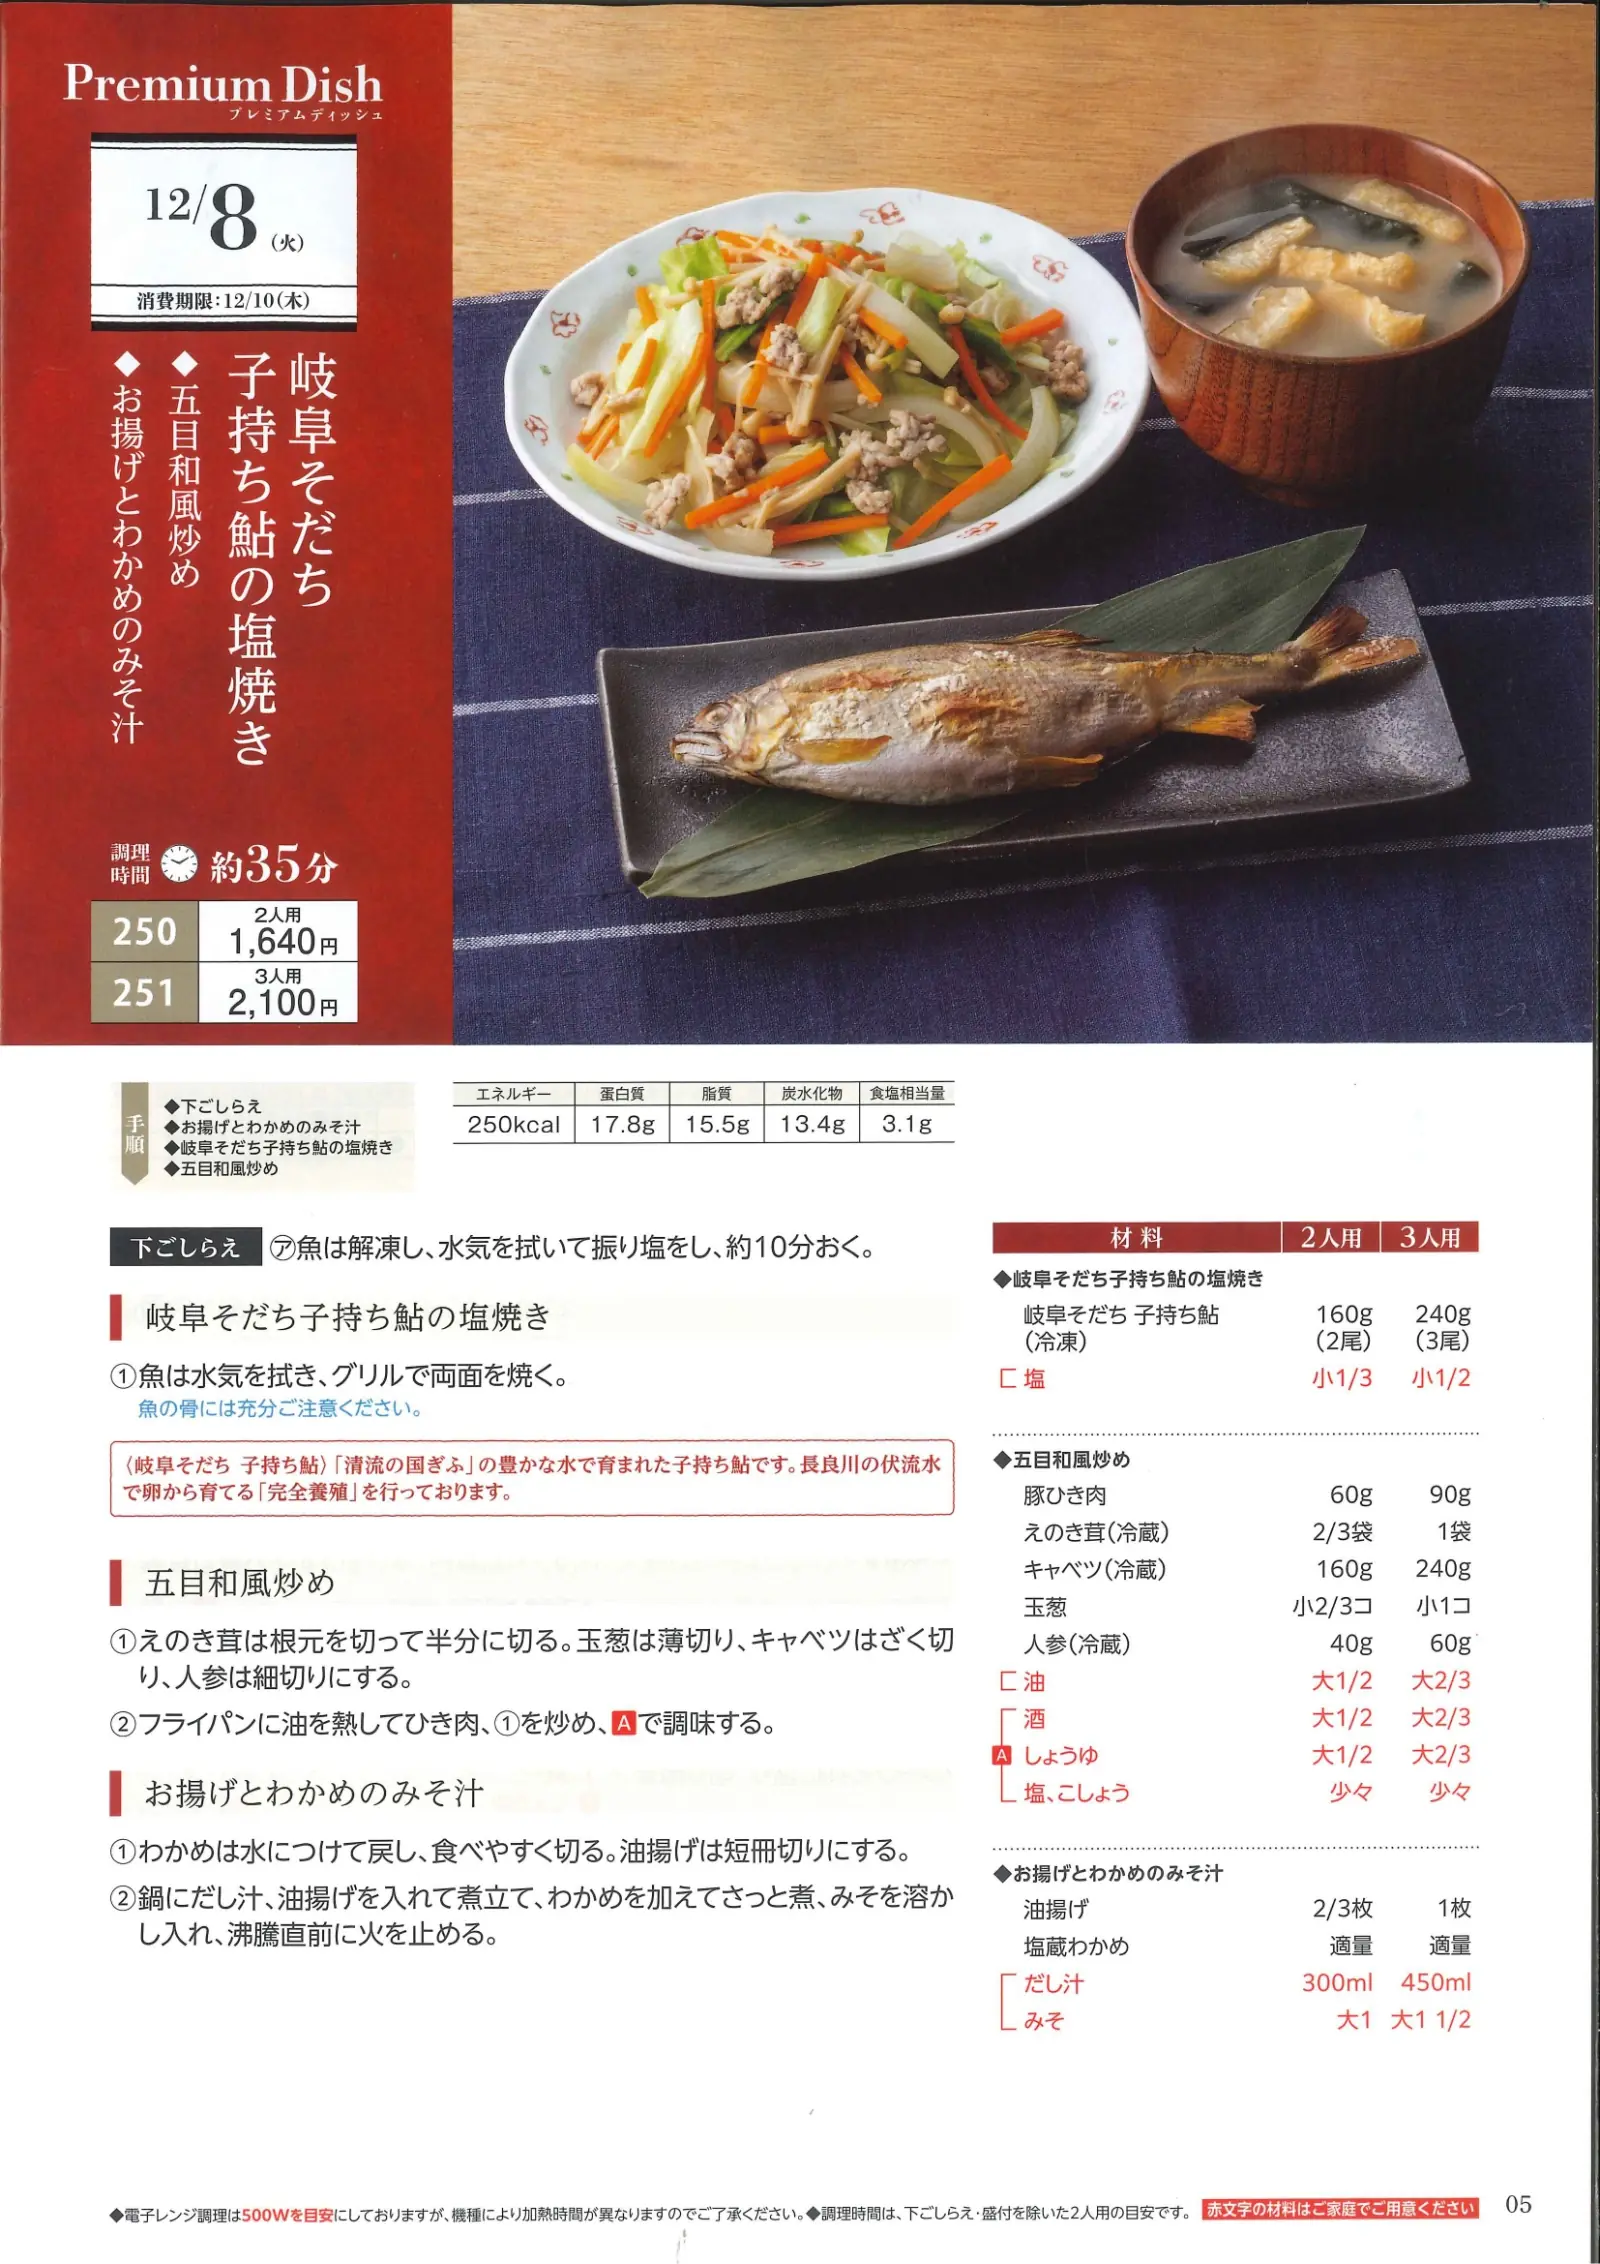 Premium Dish
プレミアムディッシュ
12/8(火)
消費期限:12/10(木)
岐阜そだち
子持ち鮎の塩焼き
◆五目和風炒め
◆お揚げとわかめのみそ汁
調理時間 約35分
250 2人用 1,640円
251 3人用 2,100円
手順
◆下ごしらえ
◆お揚げとわかめのみそ汁
◆岐阜そだち子持ち鮎の塩焼き
◆五目和風炒め
エネルギー 蛋白質 脂質 炭水化物 食塩相当量
250kcal 17.8g 15.5g 13.4g 3.1g
下ごしらえ ㋐魚は解凍し、水気を拭いて振り塩をし、約10分おく。
岐阜そだち子持ち鮎の塩焼き
①魚は水気を拭き、グリルで両面を焼く。
魚の骨には充分ご注意ください。
〈岐阜そだち 子持ち鮎〉「清流の国ぎふ」の豊かな水で育まれた子持ち鮎です。長良川の伏流水
で卵から育てる「完全養殖」を行っております。
五目和風炒め
①えのき茸は根元を切って半分に切る。玉葱は薄切り、キャベツはざく切
り、人参は細切りにする。
②フライパンに油を熱してひき肉、①を炒め、Aで調味する。
お揚げとわかめのみそ汁
①わかめは水につけて戻し、食べやすく切る。油揚げは短冊切りにする。
②鍋にだし汁、油揚げを入れて煮立て、わかめを加えてさっと煮、みそを溶か
し入れ、沸騰直前に火を止める。
材料 2人用 3人用
◆岐阜そだち子持ち鮎の塩焼き
岐阜そだち 子持ち鮎 160g 240g
(冷凍) (2尾) (3尾)
塩 小1/3 小1/2
◆五目和風炒め
豚ひき肉 60g 90g
えのき茸(冷蔵) 2/3袋 1袋
キャベツ(冷蔵) 160g 240g
玉葱 小2/3コ 小1コ
人参(冷蔵) 40g 60g
油 大1/2 大2/3
酒 大1/2 大2/3
A しょうゆ 大1/2 大2/3
塩、こしょう 少々 少々
◆お揚げとわかめのみそ汁
油揚げ 2/3枚 1枚
塩蔵わかめ 適量 適量
だし汁 300ml 450ml
みそ 大1 大1 1/2
◆電子レンジ調理は500Wを目安にしておりますが、機種により加熱時間が異なりますのでご了承ください。◆調理時間は、下ごしらえ・盛付を除いた2人用の目安です。 赤文字の材料はご家庭でご用意ください 05